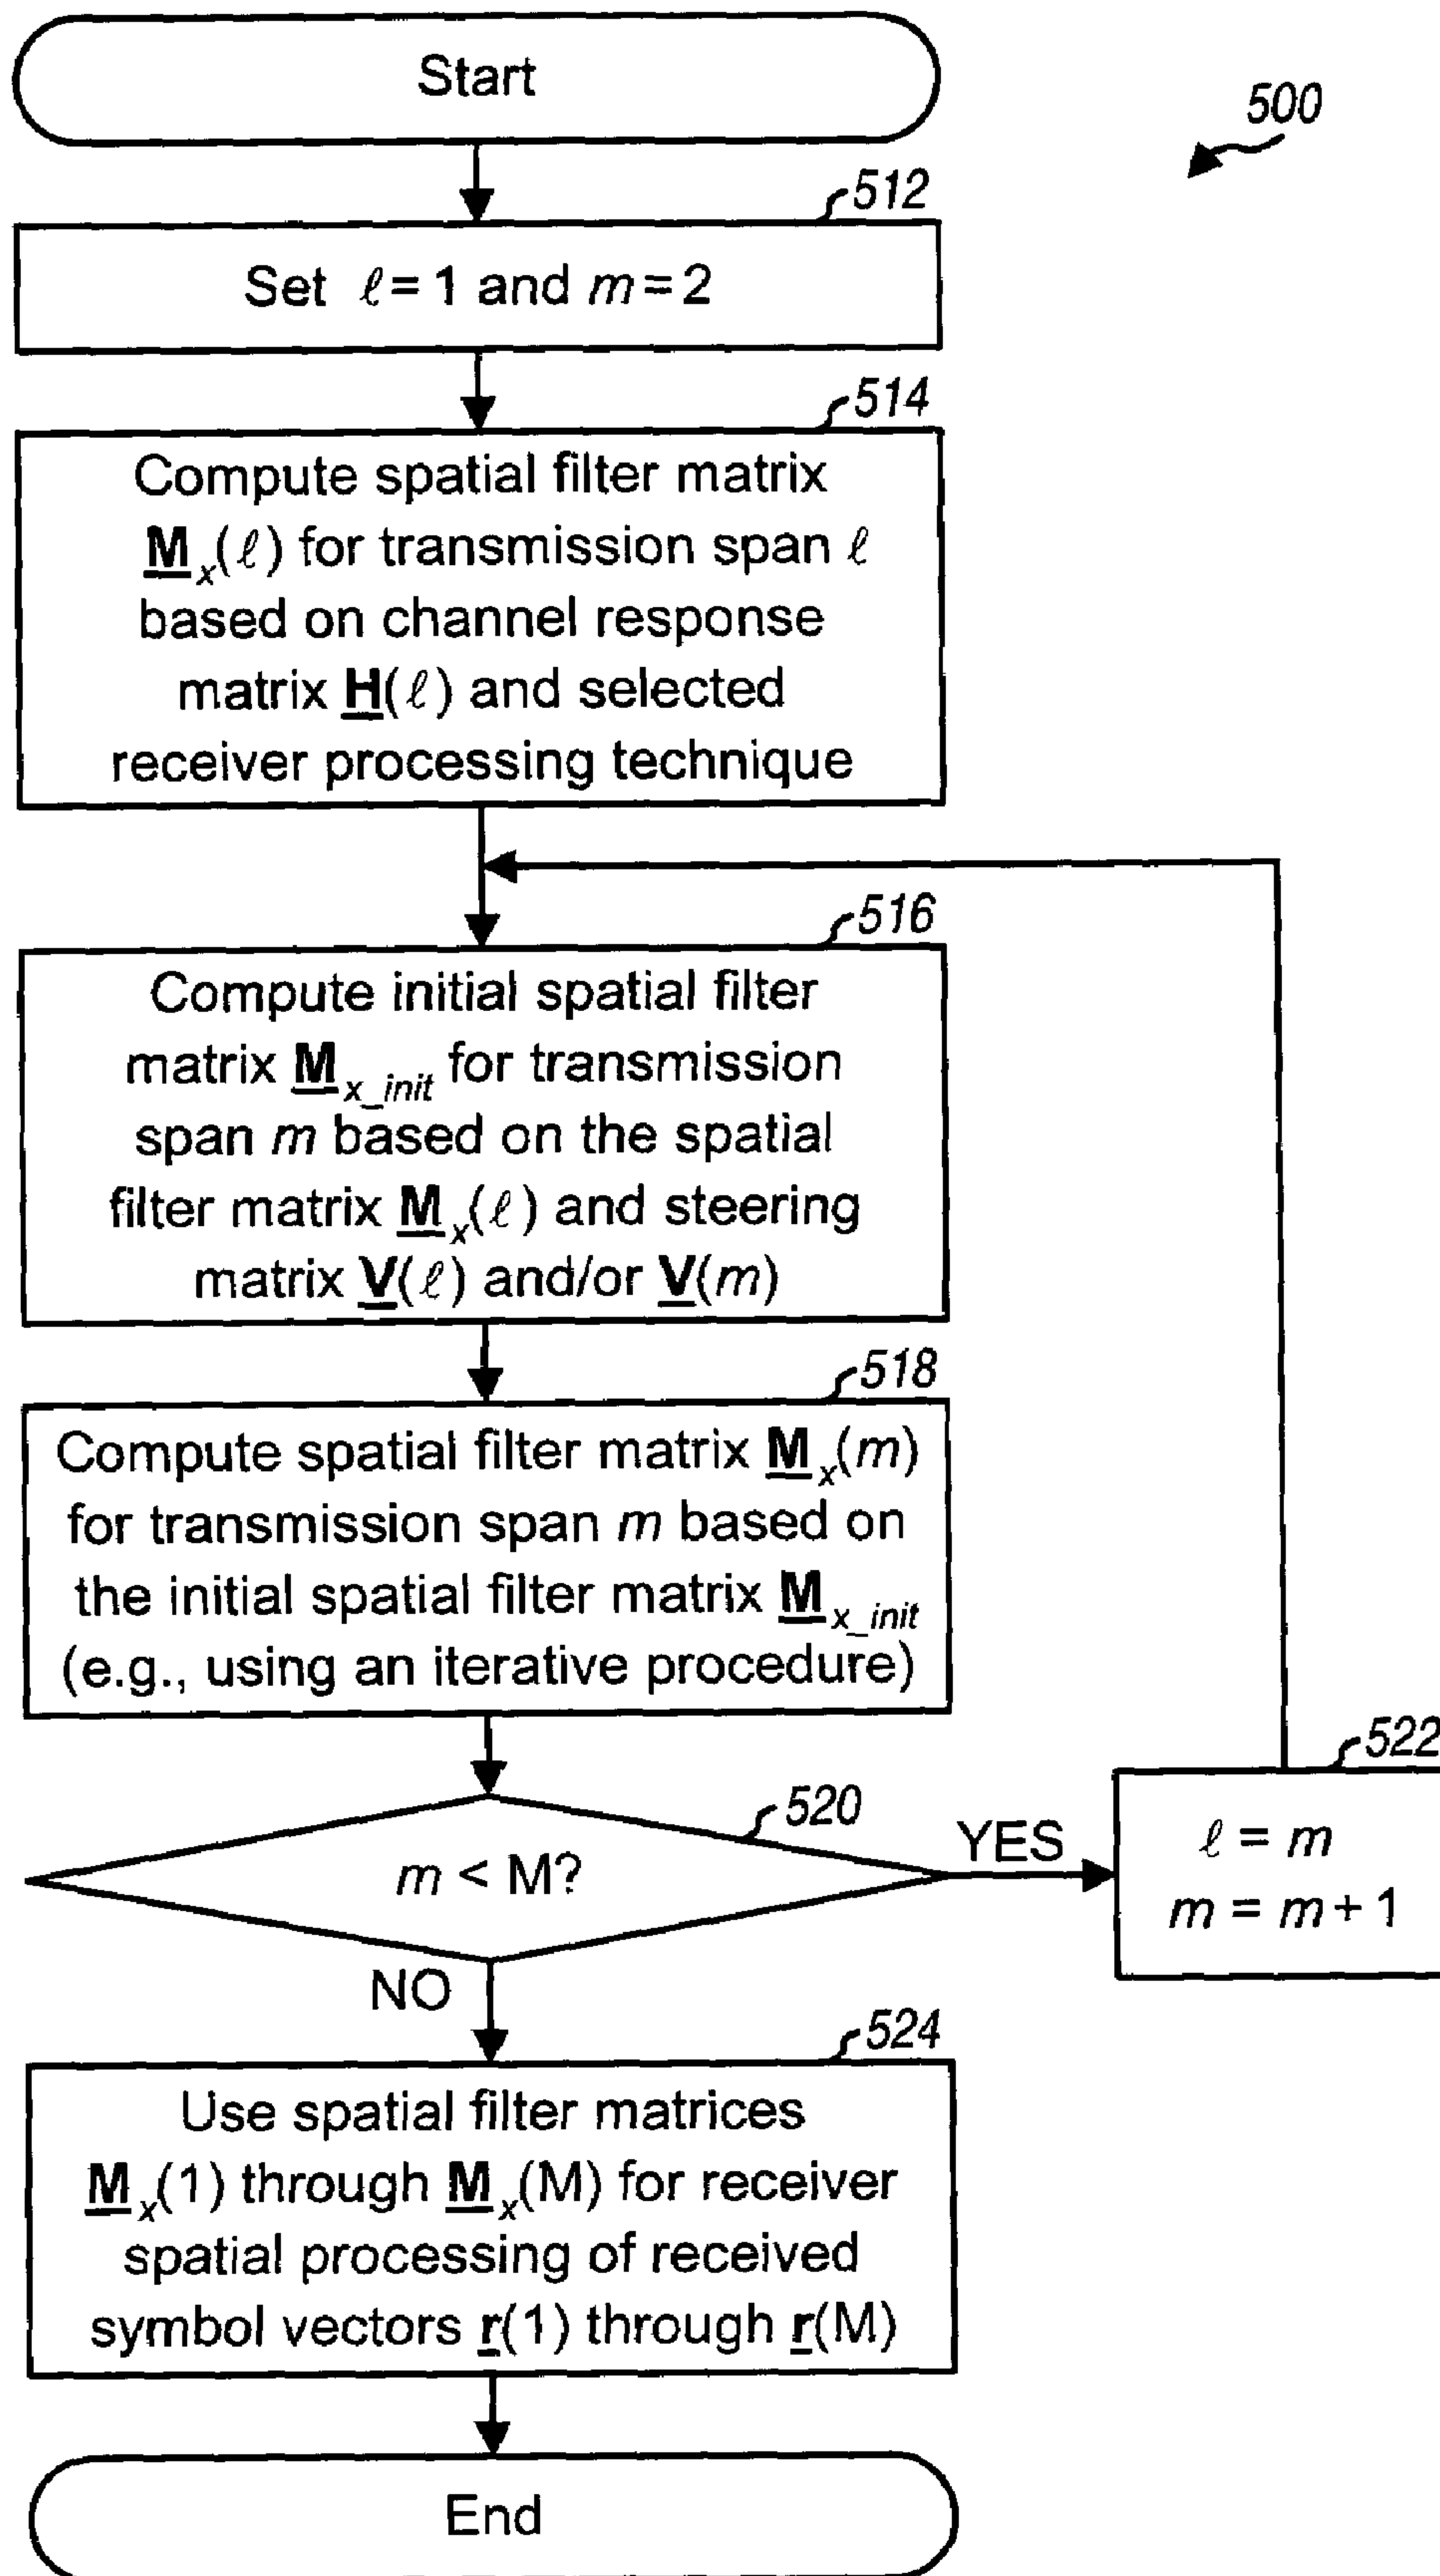 Start
500
512
Set ℓ = 1 and m = 2
514
Compute spatial filter matrix
M_x(ℓ) for transmission span ℓ
based on channel response
matrix H(ℓ) and selected
receiver processing technique
516
Compute initial spatial filter
matrix M_x_init for transmission
span m based on the spatial
filter matrix M_x(ℓ) and steering
matrix V(ℓ) and/or V(m)
518
Compute spatial filter matrix M_x(m)
for transmission span m based on
the initial spatial filter matrix M_x_init
(e.g., using an iterative procedure)
520
m < M?
YES
522
ℓ = m
m = m + 1
NO
524
Use spatial filter matrices
M_x(1) through M_x(M) for receiver
spatial processing of received
symbol vectors r(1) through r(M)
End